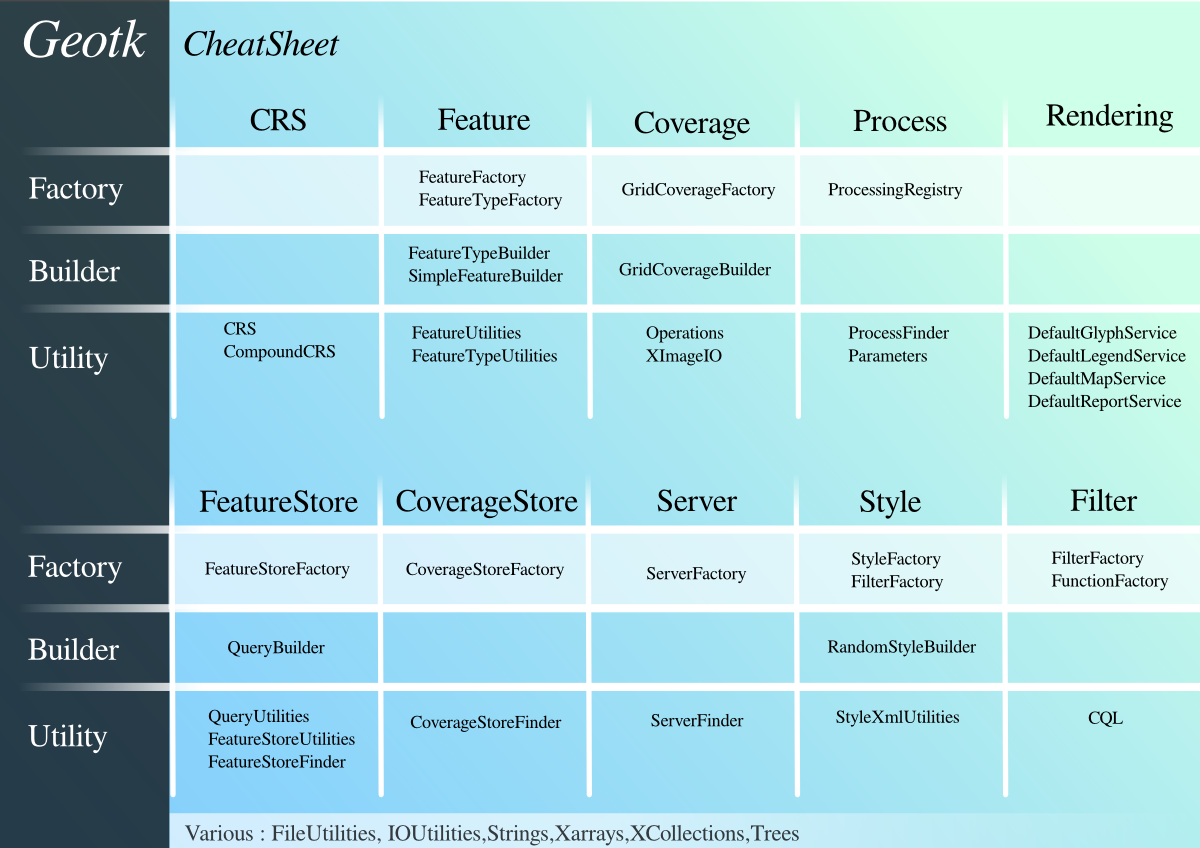 Geotk
CheatSheet
CRS
Feature
Coverage
Process
Rendering
Factory
FeatureFactory
FeatureTypeFactory
GridCoverageFactory
ProcessingRegistry
Builder
FeatureTypeBuilder
SimpleFeatureBuilder
GridCoverageBuilder
Utility
CRS
CompoundCRS
FeatureUtilities
FeatureTypeUtilities
Operations
XImageIO
ProcessFinder
Parameters
DefaultGlyphService
DefaultLegendService
DefaultMapService
DefaultReportService
FeatureStore
CoverageStore
Server
Style
Filter
Factory
FeatureStoreFactory
CoverageStoreFactory
ServerFactory
StyleFactory
FilterFactory
FilterFactory
FunctionFactory
Builder
QueryBuilder
RandomStyleBuilder
Utility
QueryUtilities
FeatureStoreUtilities
FeatureStoreFinder
CoverageStoreFinder
ServerFinder
StyleXmlUtilities
CQL
Various : FileUtilities, IOUtilities,Strings,Xarrays,XCollections,Trees